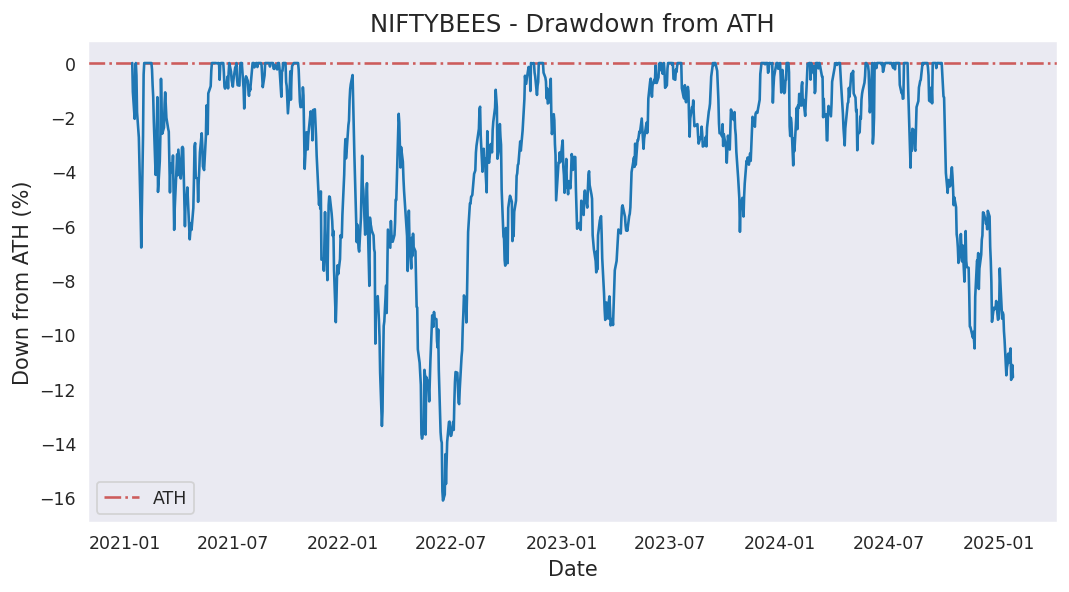 NIFTYBEES - Drawdown from ATH
Down from ATH (%)
0
−2
−4
−6
−8
−10
−12
−14
−16
ATH
2021-01 2021-07 2022-01 2022-07 2023-01 2023-07 2024-01 2024-07 2025-01
Date